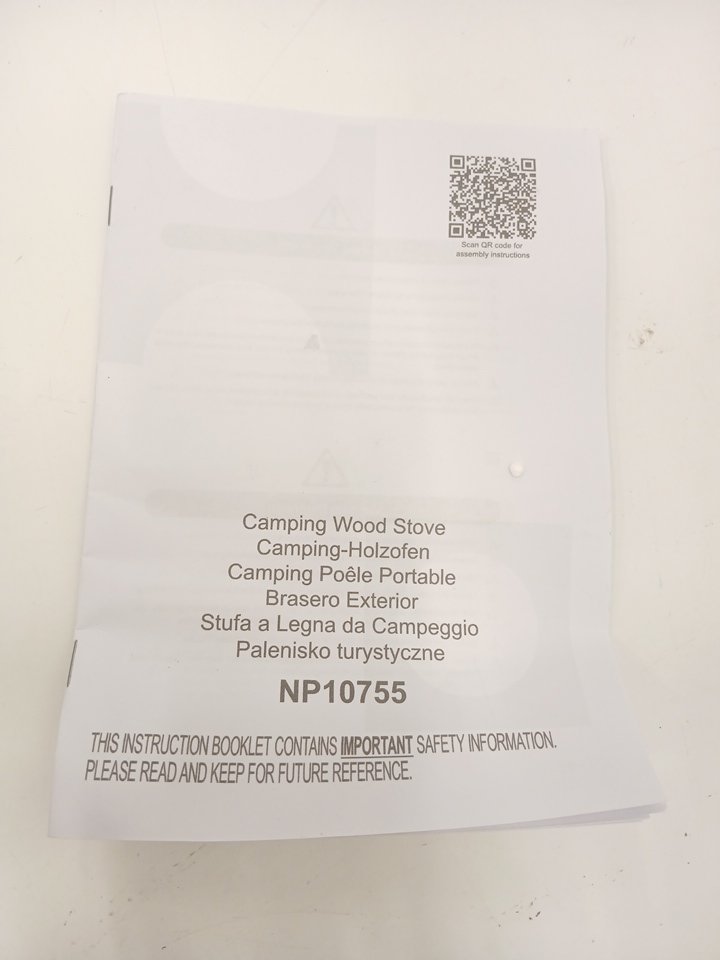 Scan QR code for
assembly instructions
Camping Wood Stove
Camping-Holzofen
Camping Poêle Portable
Brasero Exterior
Stufa a Legna da Campeggio
Palenisko turystyczne
NP10755
THIS INSTRUCTION BOOKLET CONTAINS IMPORTANT SAFETY INFORMATION.
PLEASE READ AND KEEP FOR FUTURE REFERENCE.